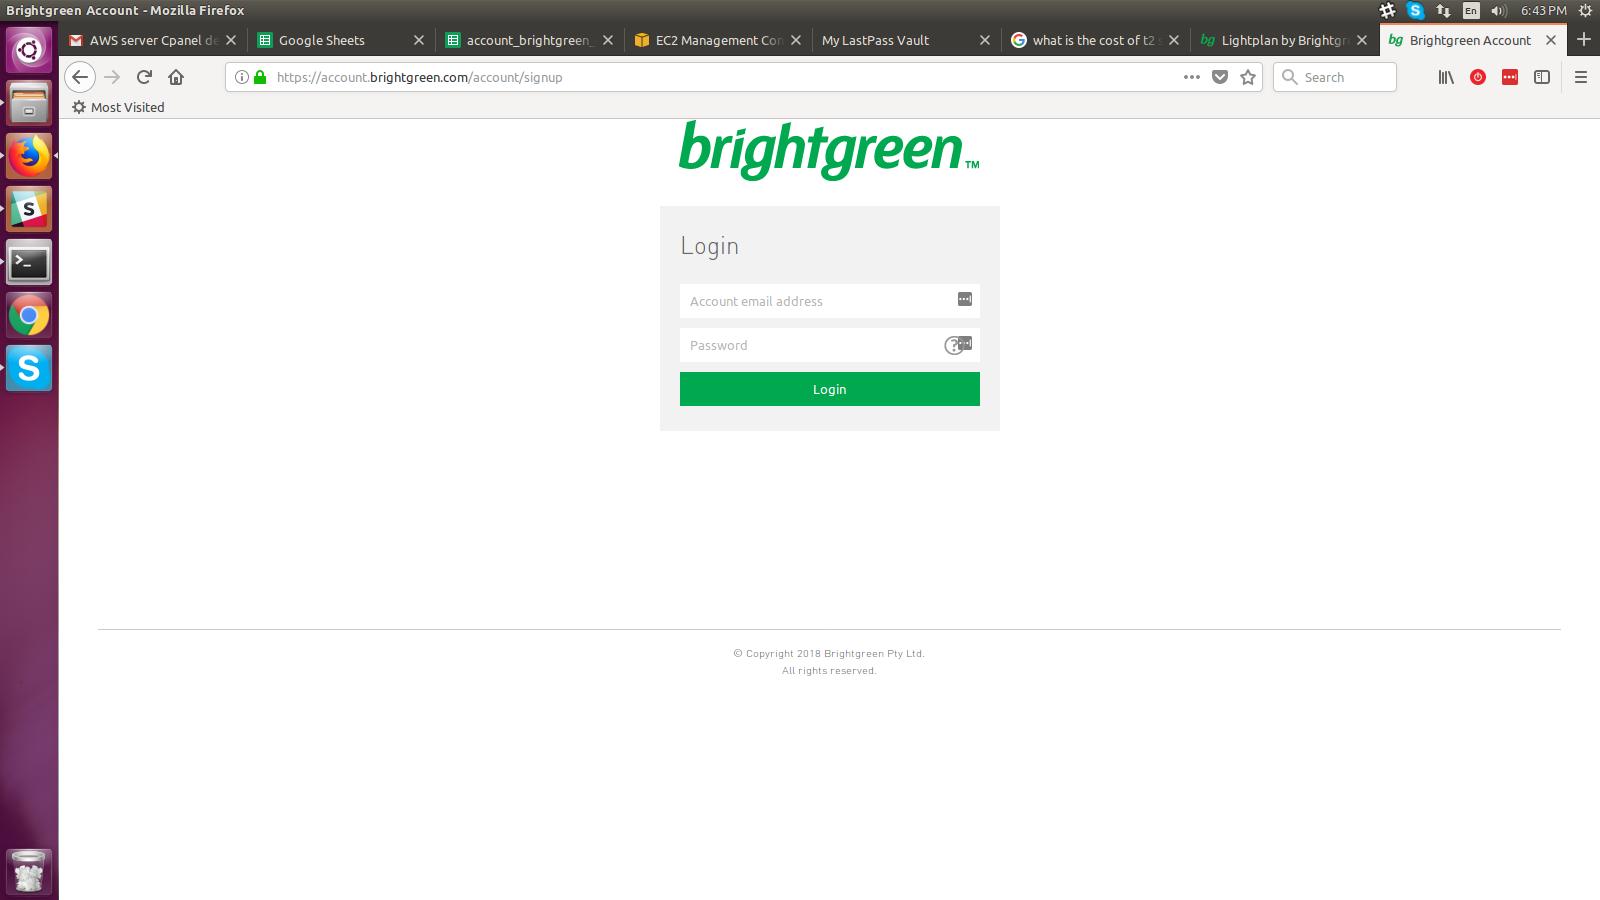 Brightgreen Account - Mozilla Firefox
En
6:43 PM
AWS server Cpanel de
Google Sheets
account_brightgreen_
EC2 Management Con
My LastPass Vault
what is the cost of t2 s
Lightplan by Brightgr
Brightgreen Account
https://account.brightgreen.com/account/signup
Search
Most Visited
brightgreen™
Login
Account email address
Password
Login
© Copyright 2018 Brightgreen Pty Ltd.
All rights reserved.